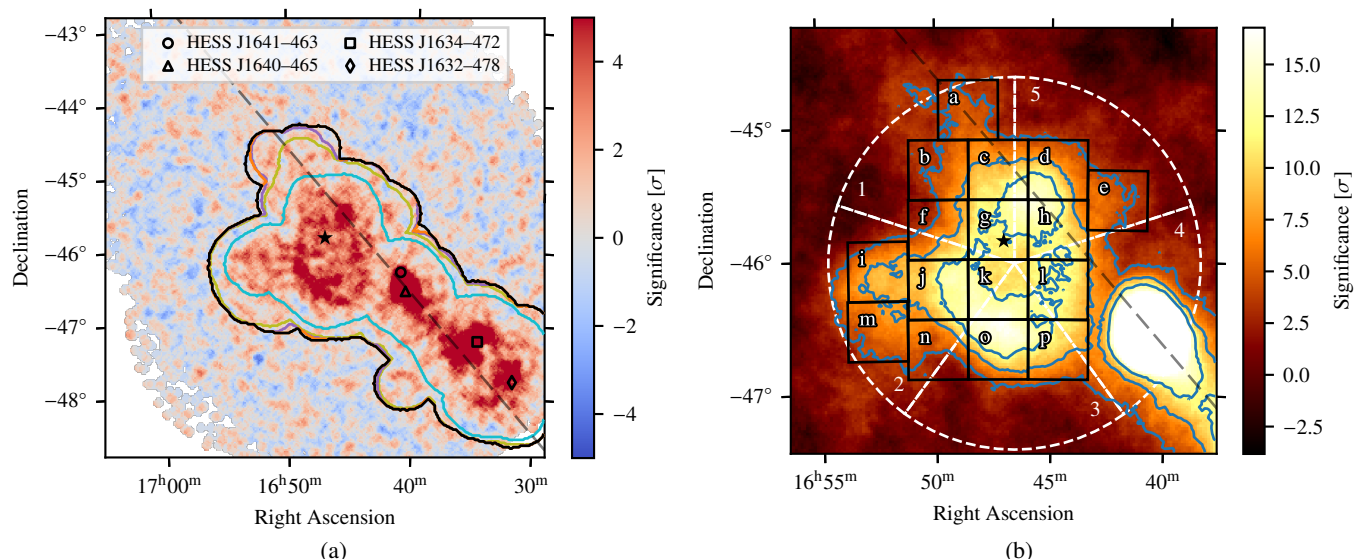 −43°
−44°
−45°
−46°
−47°
−48°
Declination
HESS J1641–463
HESS J1634–472
HESS J1640–465
HESS J1632–478
17ʰ00ᵐ
16ʰ50ᵐ
40ᵐ
30ᵐ
Right Ascension
4
2
0
−2
−4
Significance [σ]
(a)
−45°
−46°
−47°
Declination
a
5
b
c
d
e
1
f
g
h
4
i
j
k
l
m
n
o
p
2
3
16ʰ55ᵐ
50ᵐ
45ᵐ
40ᵐ
Right Ascension
15.0
12.5
10.0
7.5
5.0
2.5
0.0
−2.5
Significance [σ]
(b)